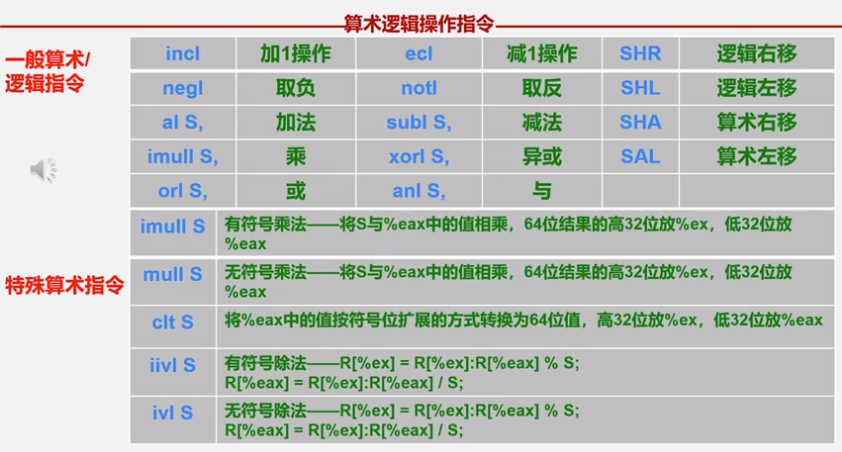 算术逻辑操作指令
一般算术/
逻辑指令
incl 加1操作 ecl 减1操作 SHR 逻辑右移
negl 取负 notl 取反 SHL 逻辑左移
al S, 加法 subl S, 减法 SHA 算术右移
imull S, 乘 xorl S, 异或 SAL 算术左移
orl S, 或 anl S, 与
特殊算术指令
imull S 有符号乘法——将S与%eax中的值相乘，64位结果的高32位放%ex，低32位放
%eax
mull S 无符号乘法——将S与%eax中的值相乘，64位结果的高32位放%ex，低32位放
%eax
clt S 将%eax中的值按符号位扩展的方式转换为64位值，高32位放%ex，低32位放%eax
iivl S 有符号除法——R[%ex] = R[%ex]:R[%eax] % S;
R[%eax] = R[%ex]:R[%eax] / S;
ivl S 无符号除法——R[%ex] = R[%ex]:R[%eax] % S;
R[%eax] = R[%ex]:R[%eax] / S;